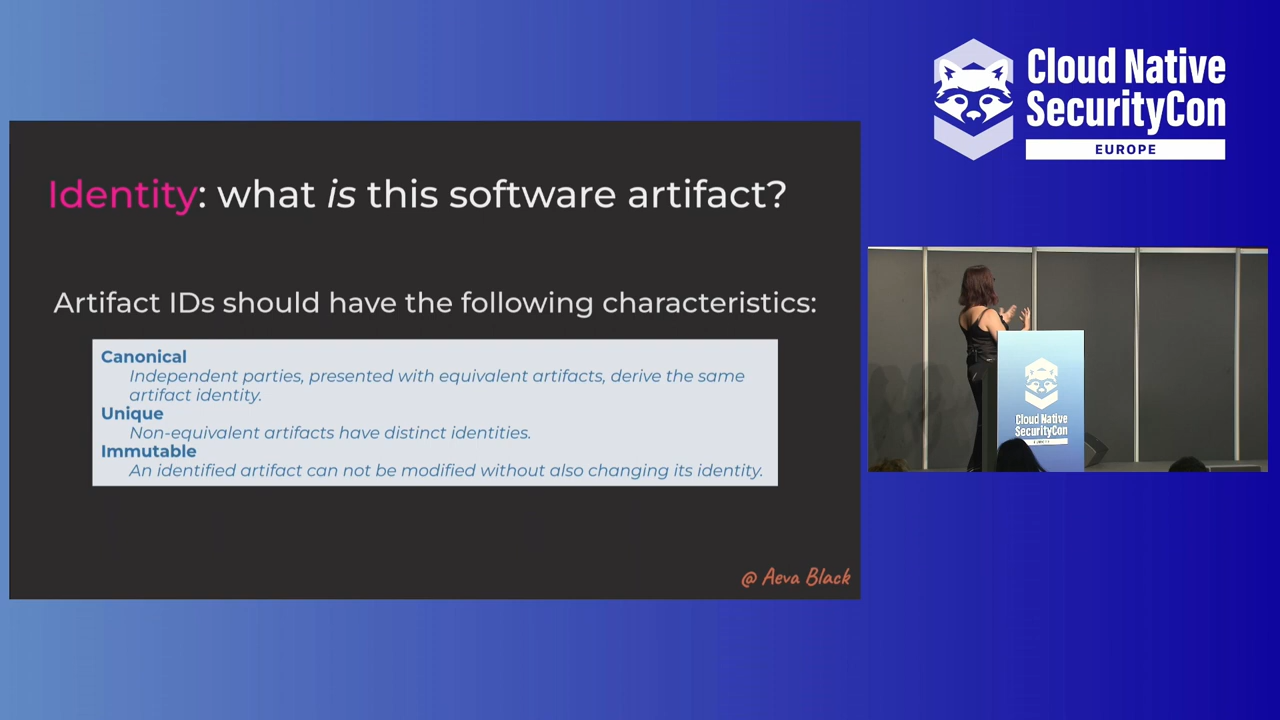 Cloud Native
SecurityCon
EUROPE
Identity: what is this software artifact?
Artifact IDs should have the following characteristics:
Canonical
Independent parties, presented with equivalent artifacts, derive the same
artifact identity.
Unique
Non-equivalent artifacts have distinct identities.
Immutable
An identified artifact can not be modified without also changing its identity.
@ Aeva Black
Cloud Native
SecurityCon
EUROPE